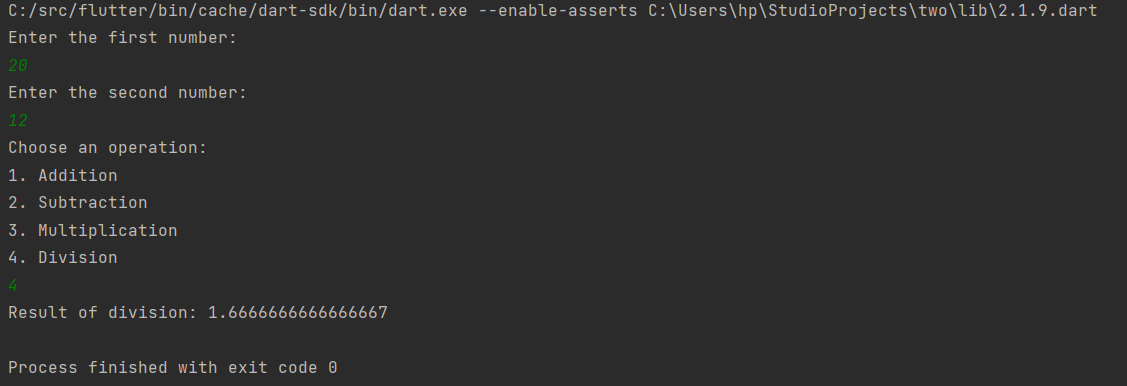 C:/src/flutter/bin/cache/dart-sdk/bin/dart.exe --enable-asserts C:\Users\hp\StudioProjects\two\lib\2.1.9.dart
Enter the first number:
20
Enter the second number:
12
Choose an operation:
1. Addition
2. Subtraction
3. Multiplication
4. Division
4
Result of division: 1.6666666666666667
Process finished with exit code 0